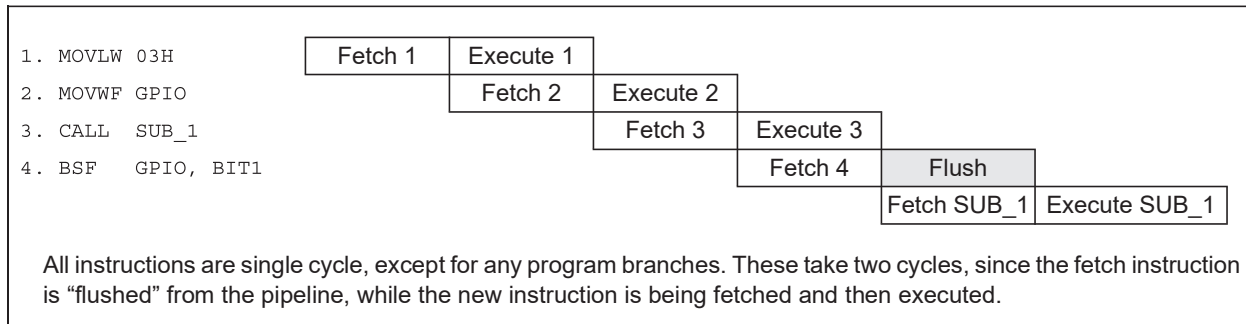 1. MOVLW 03H Fetch 1 Execute 1
2. MOVWF GPIO Fetch 2 Execute 2
3. CALL SUB_1 Fetch 3 Execute 3
4. BSF GPIO, BIT1 Fetch 4 Flush
Fetch SUB_1 Execute SUB_1
All instructions are single cycle, except for any program branches. These take two cycles, since the fetch instruction
is “flushed” from the pipeline, while the new instruction is being fetched and then executed.